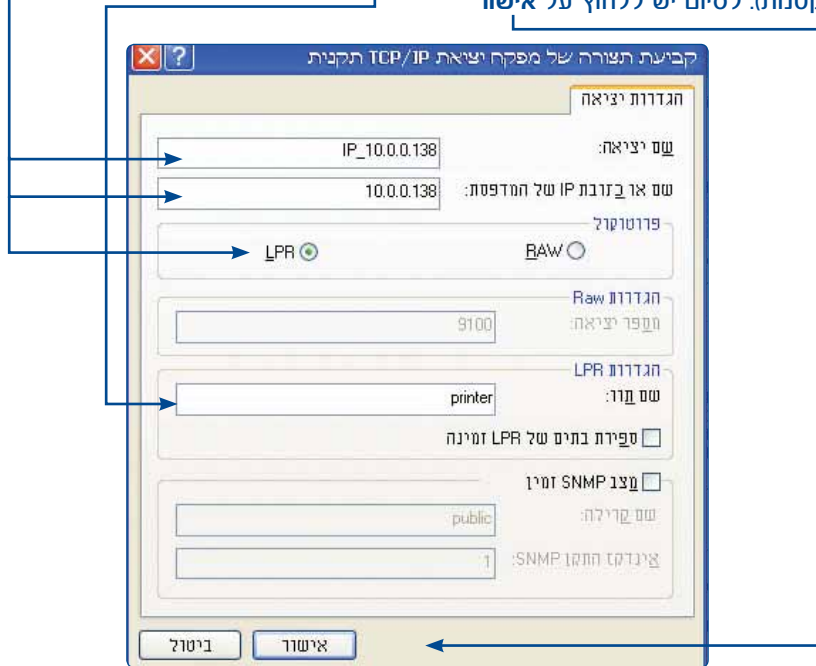 קטנות). לסיום יש ללחוץ על אישור
קביעת תצורה של מפקח יציאת TCP/IP תקנית
הגדרות יציאה
שם יציאה:
IP_10.0.0.138
שם או כתובת IP של המדפסת:
10.0.0.138
פרוטוקול
RAW
LPR
הגדרות Raw
מספר יציאה:
9100
הגדרות LPR
שם תור:
printer
ספירת בתים של LPR זמינה
מצב SNMP זמין
שם קהילה:
public
אינדקס התקן SNMP:
1
אישור
ביטול